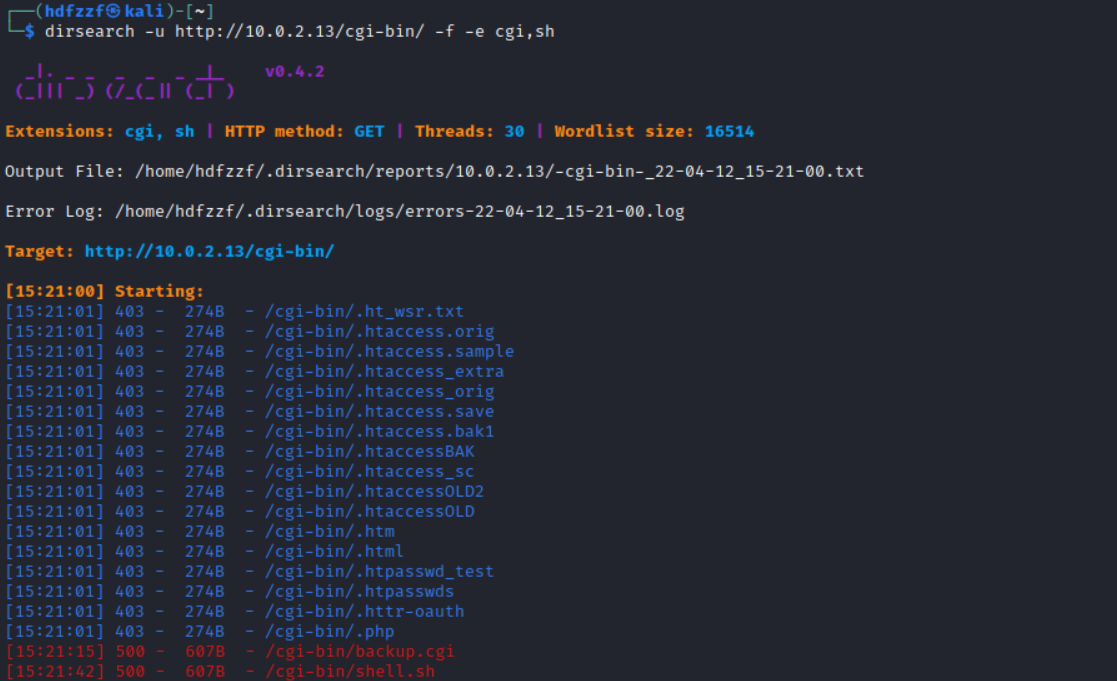 ┌──(hdfzzf㉿kali)-[~]
└─$ dirsearch -u http://10.0.2.13/cgi-bin/ -f -e cgi,sh
  _|. _ _  _  _  _ _|_    v0.4.2
 (_||| _) (/_(_|| (_| )
Extensions: cgi, sh | HTTP method: GET | Threads: 30 | Wordlist size: 16514
Output File: /home/hdfzzf/.dirsearch/reports/10.0.2.13/-cgi-bin-_22-04-12_15-21-00.txt
Error Log: /home/hdfzzf/.dirsearch/logs/errors-22-04-12_15-21-00.log
Target: http://10.0.2.13/cgi-bin/
[15:21:00] Starting:
[15:21:01] 403 -  274B  - /cgi-bin/.ht_wsr.txt
[15:21:01] 403 -  274B  - /cgi-bin/.htaccess.orig
[15:21:01] 403 -  274B  - /cgi-bin/.htaccess.sample
[15:21:01] 403 -  274B  - /cgi-bin/.htaccess_extra
[15:21:01] 403 -  274B  - /cgi-bin/.htaccess_orig
[15:21:01] 403 -  274B  - /cgi-bin/.htaccess.save
[15:21:01] 403 -  274B  - /cgi-bin/.htaccess.bak1
[15:21:01] 403 -  274B  - /cgi-bin/.htaccessBAK
[15:21:01] 403 -  274B  - /cgi-bin/.htaccess_sc
[15:21:01] 403 -  274B  - /cgi-bin/.htaccessOLD2
[15:21:01] 403 -  274B  - /cgi-bin/.htaccessOLD
[15:21:01] 403 -  274B  - /cgi-bin/.htm
[15:21:01] 403 -  274B  - /cgi-bin/.html
[15:21:01] 403 -  274B  - /cgi-bin/.htpasswd_test
[15:21:01] 403 -  274B  - /cgi-bin/.htpasswds
[15:21:01] 403 -  274B  - /cgi-bin/.httr-oauth
[15:21:01] 403 -  274B  - /cgi-bin/.php
[15:21:15] 500 -  607B  - /cgi-bin/backup.cgi
[15:21:42] 500 -  607B  - /cgi-bin/shell.sh